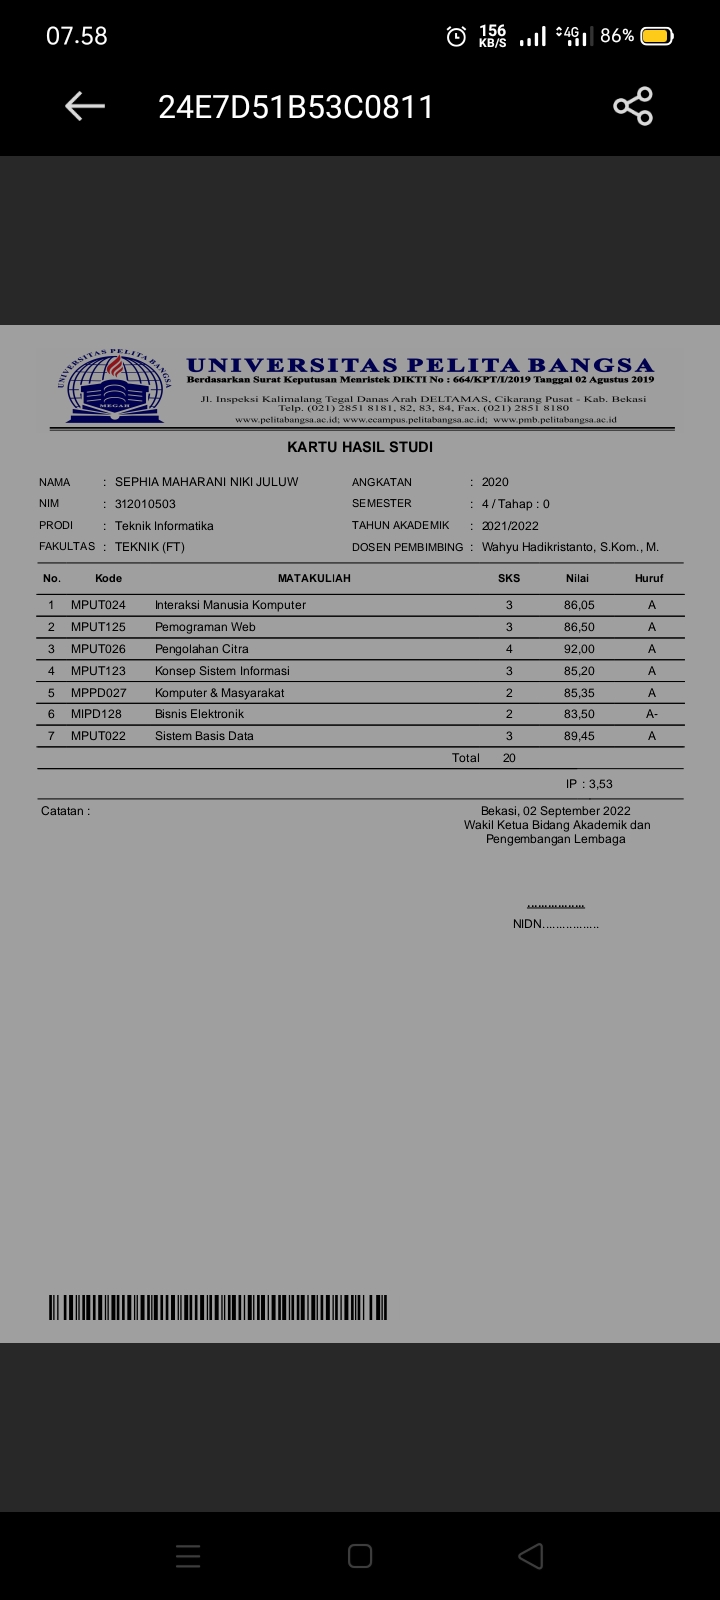 07.58
156 KB/S 4G 86%
24E7D51B53C0811
UNIVERSITAS PELITA BANGSA
MEGAH
UNIVERSITAS PELITA BANGSA
Berdasarkan Surat Keputusan Menristek DIKTI No : 664/KPT/I/2019 Tanggal 02 Agustus 2019
Jl. Inspeksi Kalimalang Tegal Danas Arah DELTAMAS, Cikarang Pusat - Kab. Bekasi
Telp. (021) 2851 8181, 82, 83, 84, Fax. (021) 2851 8180
www.pelitabangsa.ac.id; www.ecampus.pelitabangsa.ac.id; www.pmb.pelitabangsa.ac.id
KARTU HASIL STUDI
NAMA : SEPHIA MAHARANI NIKI JULUW ANGKATAN : 2020
NIM : 312010503 SEMESTER : 4 / Tahap : 0
PRODI : Teknik Informatika TAHUN AKADEMIK : 2021/2022
FAKULTAS : TEKNIK (FT) DOSEN PEMBIMBING : Wahyu Hadikristanto, S.Kom., M.
No. Kode MATAKULIAH SKS Nilai Huruf
1 MPUT024 Interaksi Manusia Komputer 3 86,05 A
2 MPUT125 Pemograman Web 3 86,50 A
3 MPUT026 Pengolahan Citra 4 92,00 A
4 MPUT123 Konsep Sistem Informasi 3 85,20 A
5 MPPD027 Komputer & Masyarakat 2 85,35 A
6 MIPD128 Bisnis Elektronik 2 83,50 A-
7 MPUT022 Sistem Basis Data 3 89,45 A
Total 20
IP : 3,53
Catatan : Bekasi, 02 September 2022
Wakil Ketua Bidang Akademik dan
Pengembangan Lembaga
................
NIDN................